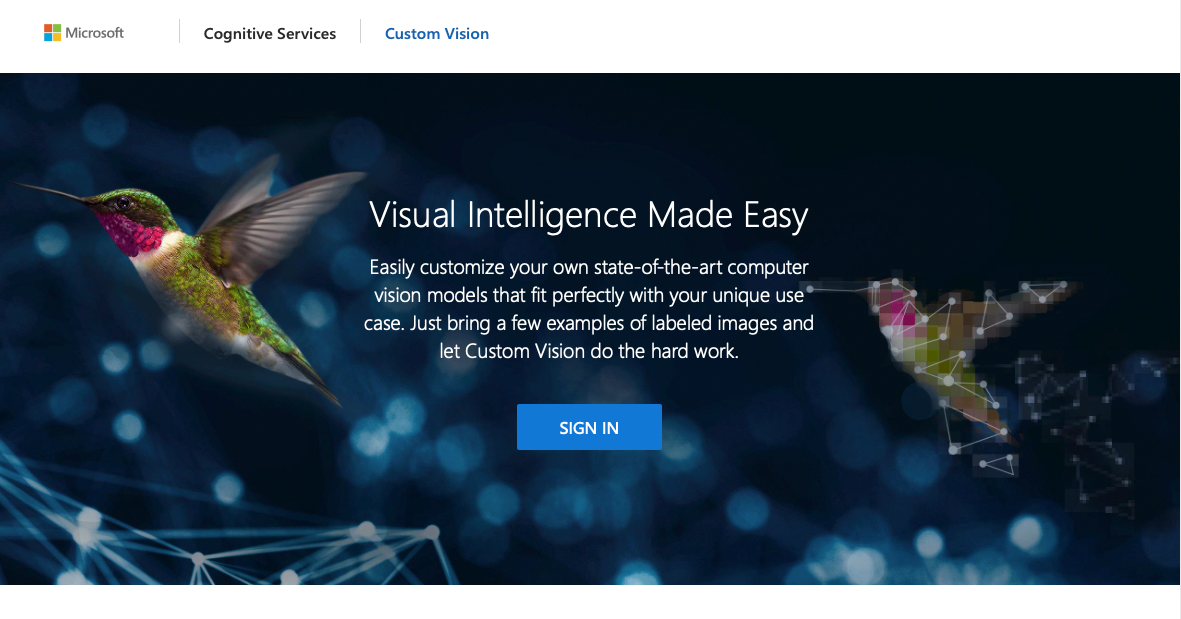 Microsoft
Cognitive Services
Custom Vision
Visual Intelligence Made Easy
Easily customize your own state-of-the-art computer
vision models that fit perfectly with your unique use
case. Just bring a few examples of labeled images and
let Custom Vision do the hard work.
SIGN IN